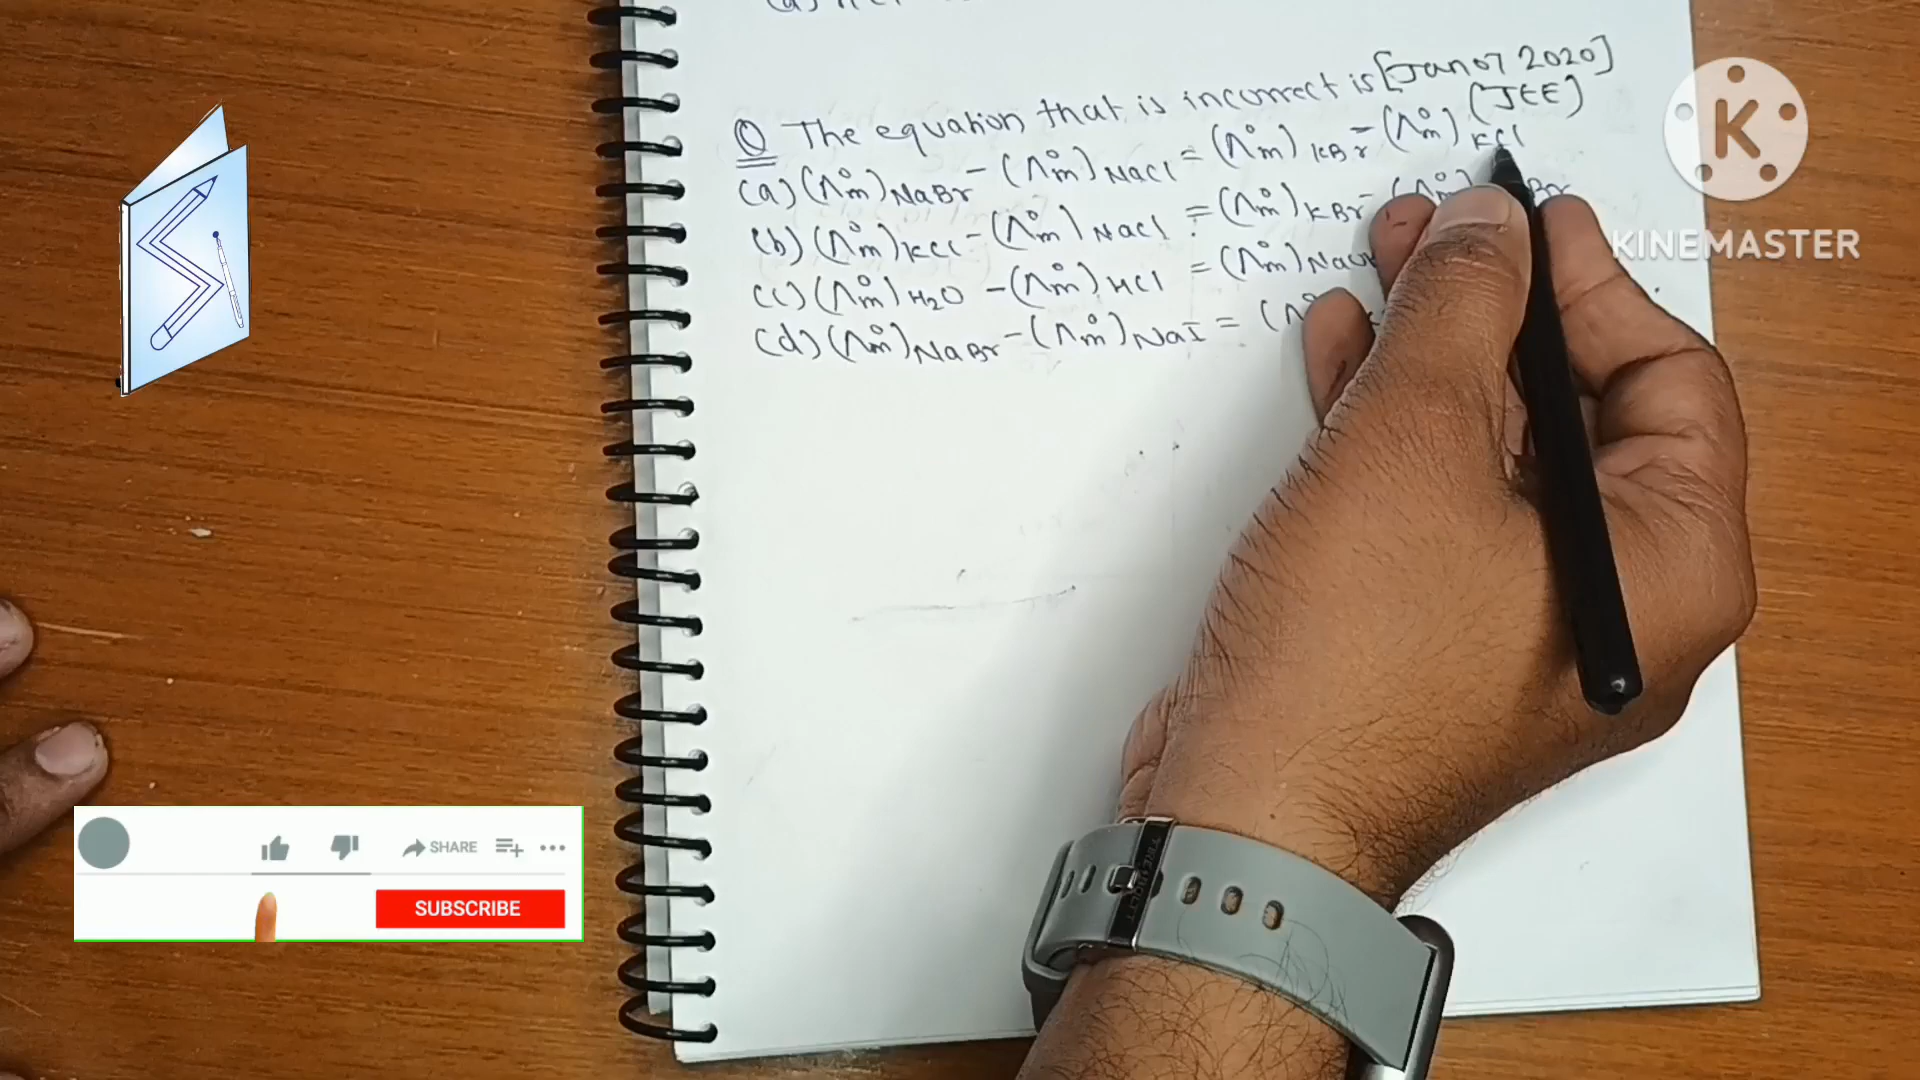 Q The equation that is incorrect is [Jan 07 2020]
(JEE)
(a) (Λ°m)NaBr - (Λ°m)NaCl = (Λ°m)KBr - (Λ°m)KCl
(b) (Λ°m)KCl - (Λ°m)NaCl = (Λ°m)KBr - (Λ°m) Br
(c) (Λ°m)H2O - (Λ°m)HCl = (Λ°m)
(d) (Λ°m)NaBr - (Λ°m)NaI = (Λ°
K
KINEMASTER
SHARE
SUBSCRIBE